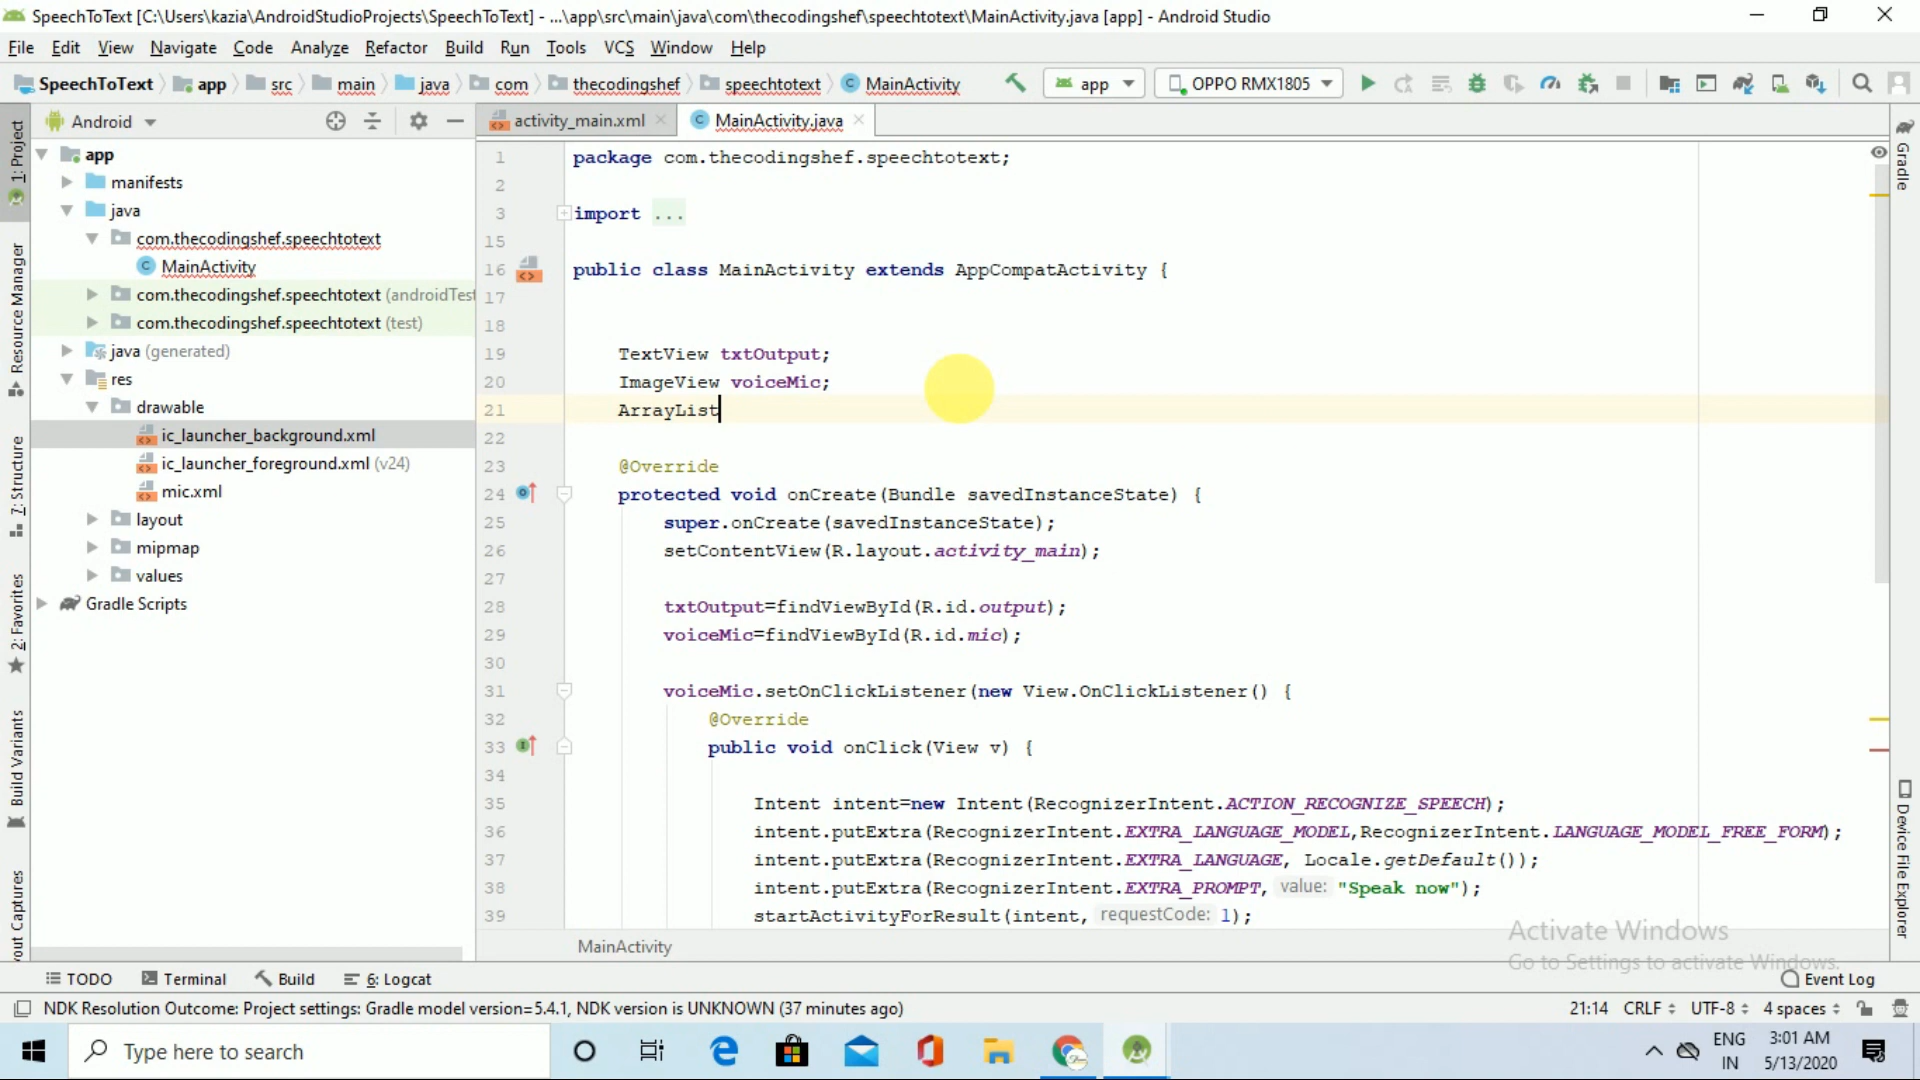 SpeechToText [C:\Users\kazia\AndroidStudioProjects\SpeechToText] - ...\app\src\main\java\com\thecodingshef\speechtotext\MainActivity.java [app] - Android Studio
File Edit View Navigate Code Analyze Refactor Build Run Tools VCS Window Help
SpeechToText app src main java com thecodingshef speechtotext MainActivity app OPPO RMX1805
Android
activity_main.xml MainActivity.java
1: Project
Resource Manager
7: Structure
2: Favorites
Build Variants
out Captures
app
manifests
java
com.thecodingshef.speechtotext
MainActivity
com.thecodingshef.speechtotext (androidTest
com.thecodingshef.speechtotext (test)
java (generated)
res
drawable
ic_launcher_background.xml
ic_launcher_foreground.xml (v24)
mic.xml
layout
mipmap
values
Gradle Scripts
1 package com.thecodingshef.speechtotext;
2
3 import ...
15
16 public class MainActivity extends AppCompatActivity {
17
18
19 TextView txtOutput;
20 ImageView voiceMic;
21 ArrayList
22
23 @Override
24 protected void onCreate(Bundle savedInstanceState) {
25 super.onCreate(savedInstanceState);
26 setContentView(R.layout.activity_main);
27
28 txtOutput=findViewById(R.id.output);
29 voiceMic=findViewById(R.id.mic);
30
31 voiceMic.setOnClickListener(new View.OnClickListener() {
32 @Override
33 public void onClick(View v) {
34
35 Intent intent=new Intent(RecognizerIntent.ACTION_RECOGNIZE_SPEECH);
36 intent.putExtra(RecognizerIntent.EXTRA_LANGUAGE_MODEL,RecognizerIntent.LANGUAGE_MODEL_FREE_FORM);
37 intent.putExtra(RecognizerIntent.EXTRA_LANGUAGE, Locale.getDefault());
38 intent.putExtra(RecognizerIntent.EXTRA_PROMPT, value: "Speak now");
39 startActivityForResult(intent, requestCode: 1);
MainActivity
Gradle
Device File Explorer
Activate Windows
Go to Settings to activate Windows.
TODO Terminal Build 6: Logcat Event Log
NDK Resolution Outcome: Project settings: Gradle model version=5.4.1, NDK version is UNKNOWN (37 minutes ago) 21:14 CRLF UTF-8 4 spaces
Type here to search
ENG
IN
3:01 AM
5/13/2020